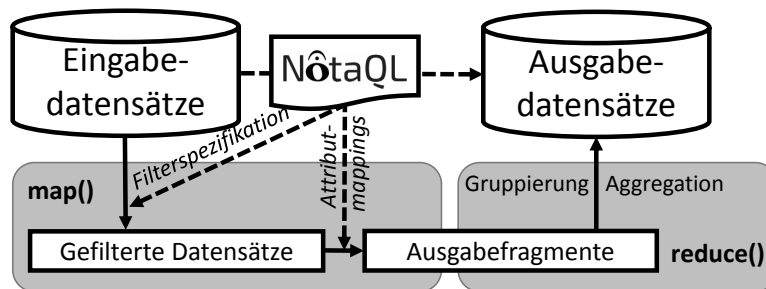 Eingabe-
datensätze
NotaQL
Ausgabe-
datensätze
Filterspezifikation
Attribut-
mappings
map()
Gruppierung
Aggregation
Gefilterte Datensätze
Ausgabefragmente
reduce()